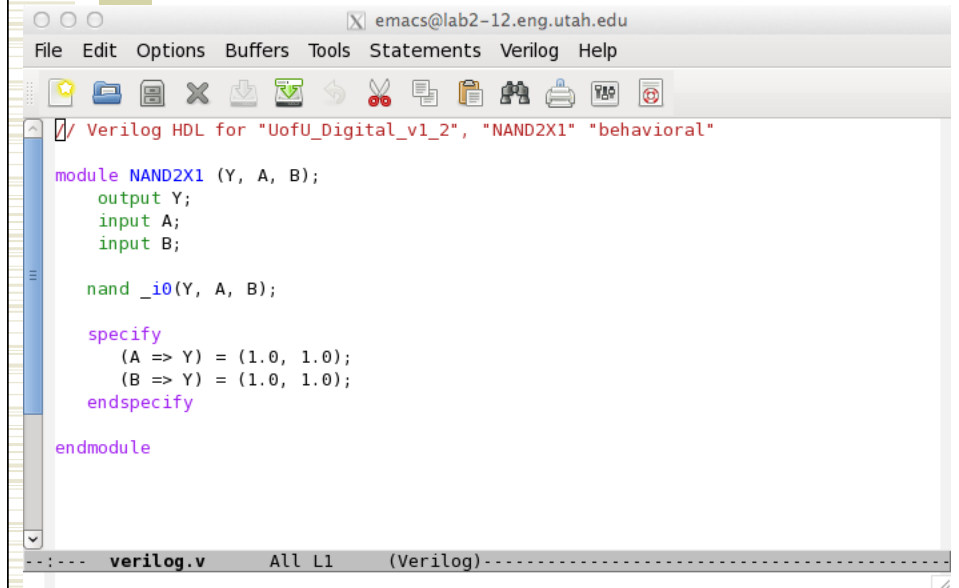 emacs@lab2-12.eng.utah.edu
File Edit Options Buffers Tools Statements Verilog Help
// Verilog HDL for "UofU_Digital_v1_2", "NAND2X1" "behavioral"
module NAND2X1 (Y, A, B);
output Y;
input A;
input B;
nand _i0(Y, A, B);
specify
(A => Y) = (1.0, 1.0);
(B => Y) = (1.0, 1.0);
endspecify
endmodule
--:--- verilog.v All L1 (Verilog)--------------------------------------------